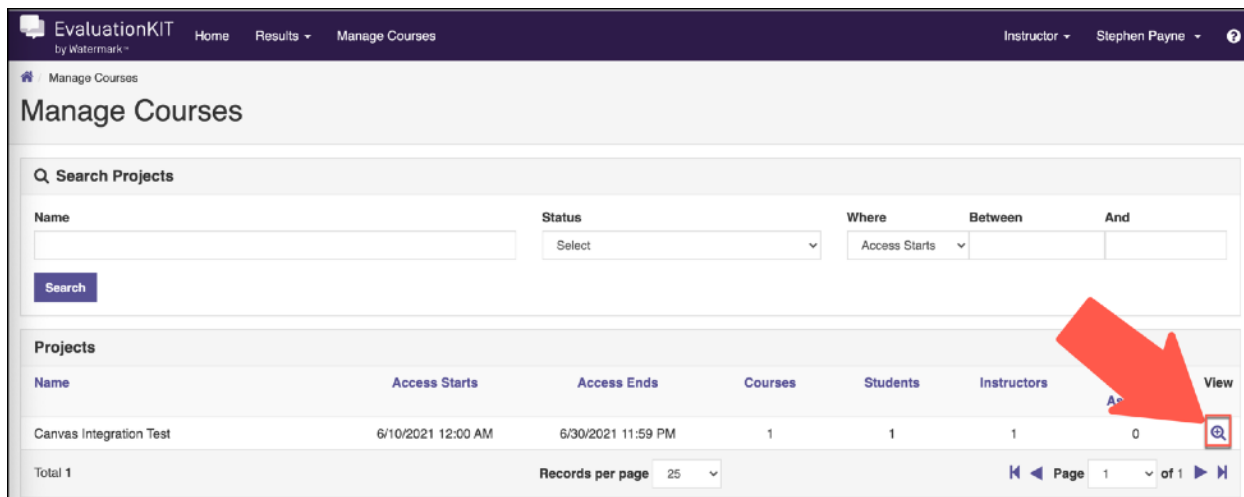 EvaluationKIT Home Results Manage Courses Instructor Stephen Payne ?
by Watermark™
/ Manage Courses
Manage Courses
Search Projects
Name Status Where Between And
Select Access Starts
Search
Projects
Name Access Starts Access Ends Courses Students Instructors View
Canvas Integration Test 6/10/2021 12:00 AM 6/30/2021 11:59 PM 1 1 1 0
Total 1 Records per page 25 Page 1 of 1